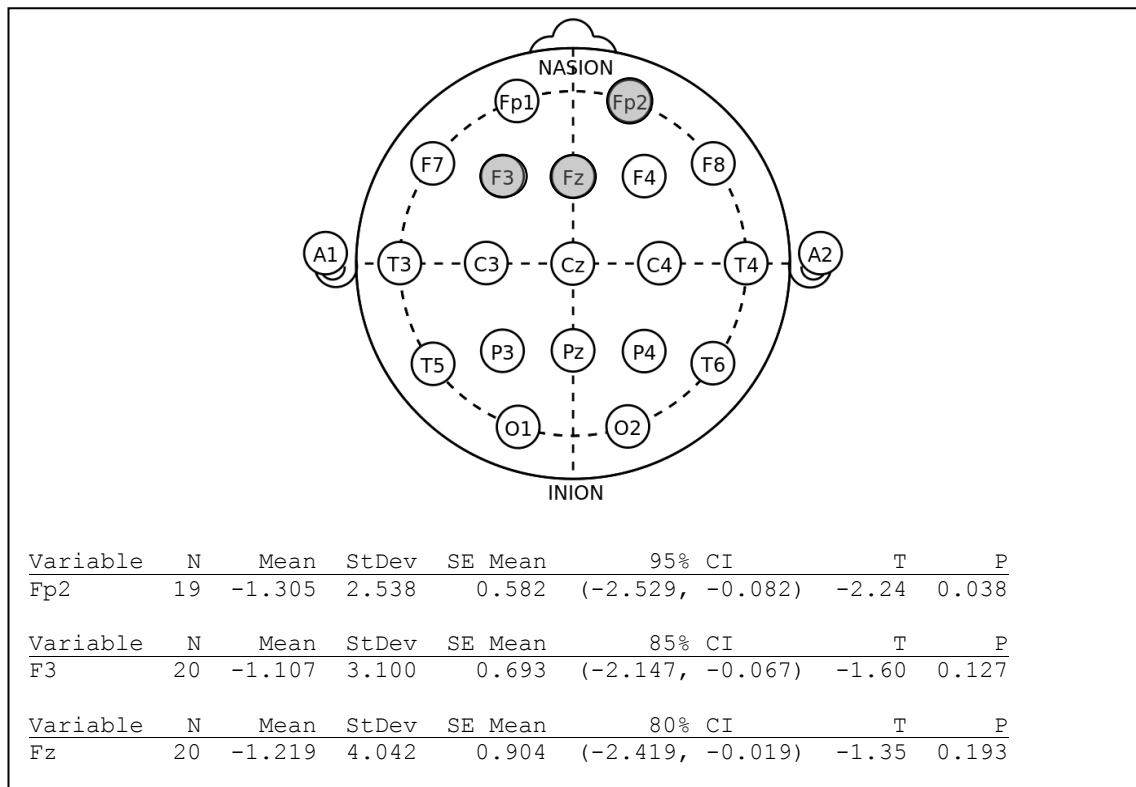 NASION
Fp1 Fp2
F7 F3 Fz F4 F8
A1 T3 C3 Cz C4 T4 A2
T5 P3 Pz P4 T6
O1 O2
INION
Variable N Mean StDev SE Mean 95% CI T P
Fp2 19 -1.305 2.538 0.582 (-2.529, -0.082) -2.24 0.038
Variable N Mean StDev SE Mean 85% CI T P
F3 20 -1.107 3.100 0.693 (-2.147, -0.067) -1.60 0.127
Variable N Mean StDev SE Mean 80% CI T P
Fz 20 -1.219 4.042 0.904 (-2.419, -0.019) -1.35 0.193